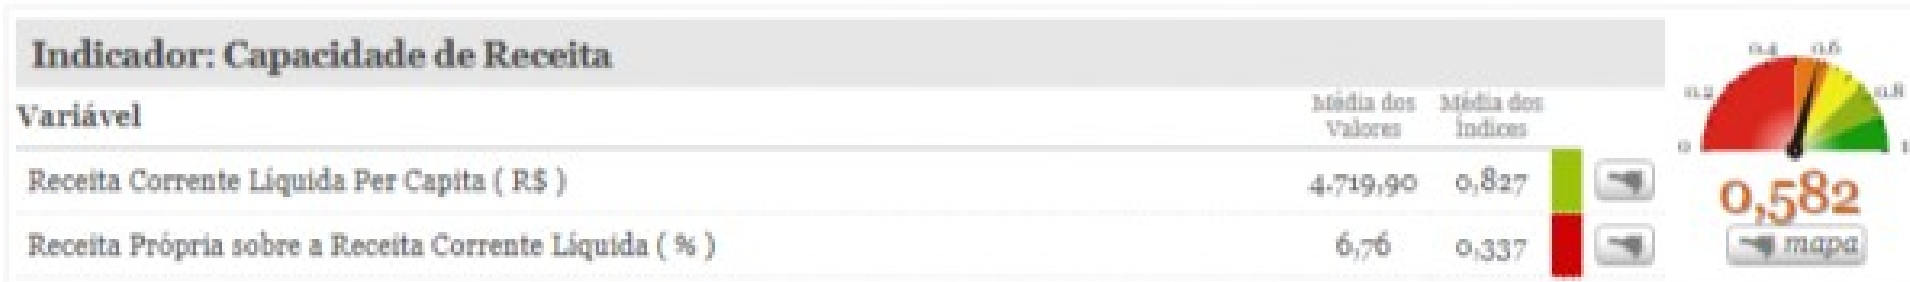 Indicador: Capacidade de Receita
Variável
Média dos Valores
Média dos Índices
Receita Corrente Líquida Per Capita ( R$ ) 4.719,90 0,827
Receita Própria sobre a Receita Corrente Líquida ( % ) 6,76 0,337
0 0.2 0.4 0.6 0.8 1
0,582
mapa